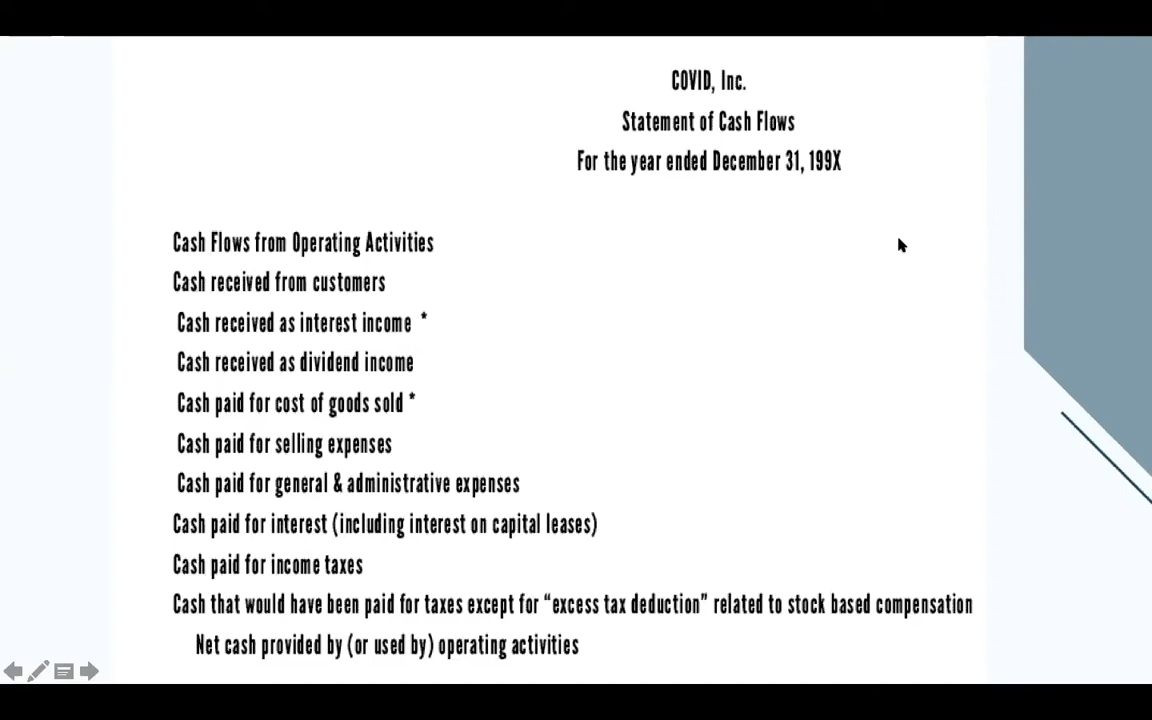 COVID, Inc.
Statement of Cash Flows
For the year ended December 31, 199X
Cash Flows from Operating Activities
Cash received from customers
Cash received as interest income *
Cash received as dividend income
Cash paid for cost of goods sold *
Cash paid for selling expenses
Cash paid for general & administrative expenses
Cash paid for interest (including interest on capital leases)
Cash paid for income taxes
Cash that would have been paid for taxes except for “excess tax deduction” related to stock based compensation
Net cash provided by (or used by) operating activities